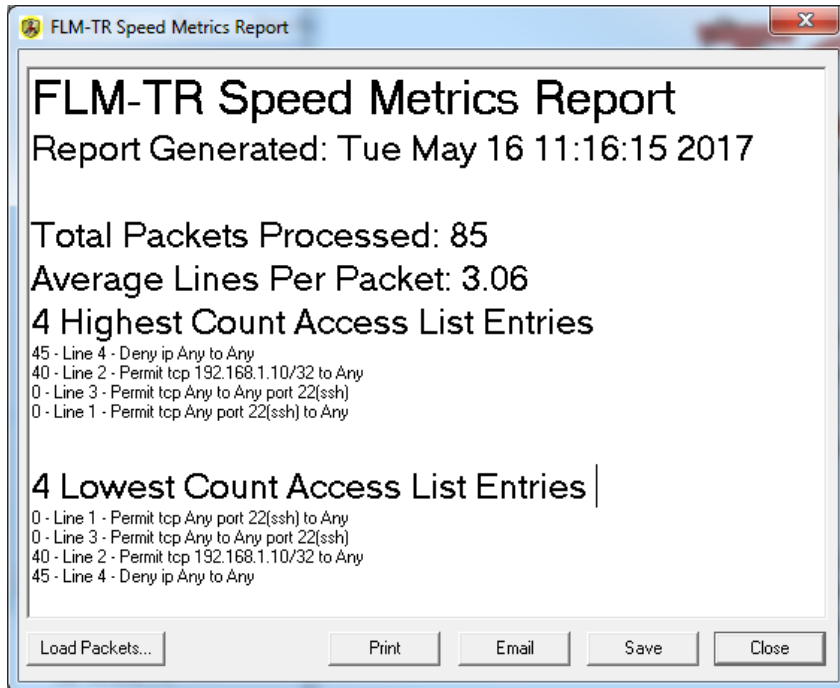 FLM-TR Speed Metrics Report
FLM-TR Speed Metrics Report
Report Generated: Tue May 16 11:16:15 2017
Total Packets Processed: 85
Average Lines Per Packet: 3.06
4 Highest Count Access List Entries
45 - Line 4 - Deny ip Any to Any
40 - Line 2 - Permit tcp 192.168.1.10/32 to Any
0 - Line 3 - Permit tcp Any to Any port 22(ssh)
0 - Line 1 - Permit tcp Any port 22(ssh) to Any
4 Lowest Count Access List Entries
0 - Line 1 - Permit tcp Any port 22(ssh) to Any
0 - Line 3 - Permit tcp Any to Any port 22(ssh)
40 - Line 2 - Permit tcp 192.168.1.10/32 to Any
45 - Line 4 - Deny ip Any to Any
Load Packets... Print Email Save Close